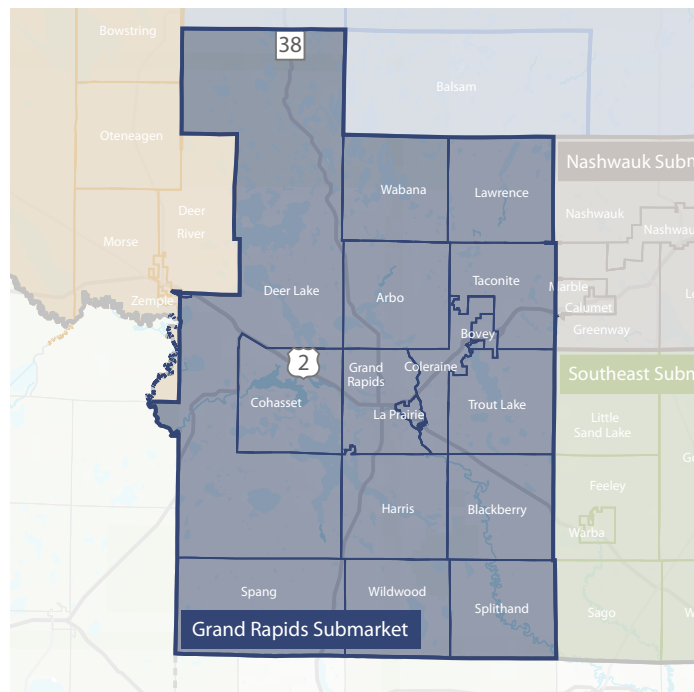 Bowstring
38
Balsam
Oteneagen
Nashwauk Subm
Wabana
Lawrence
Deer
River
Nashwauk
Nashwau
Morse
Taconite
Marble
Deer Lake
Arbo
Zemple
Calumet
Greenway
Bovey
2
Grand
Rapids
Coleraine
Southeast Subm
Cohasset
La Prairie
Trout Lake
Little
Sand Lake
Feeley
Harris
Blackberry
Warba
Spang
Wildwood
Splithand
Sago
W
Grand Rapids Submarket